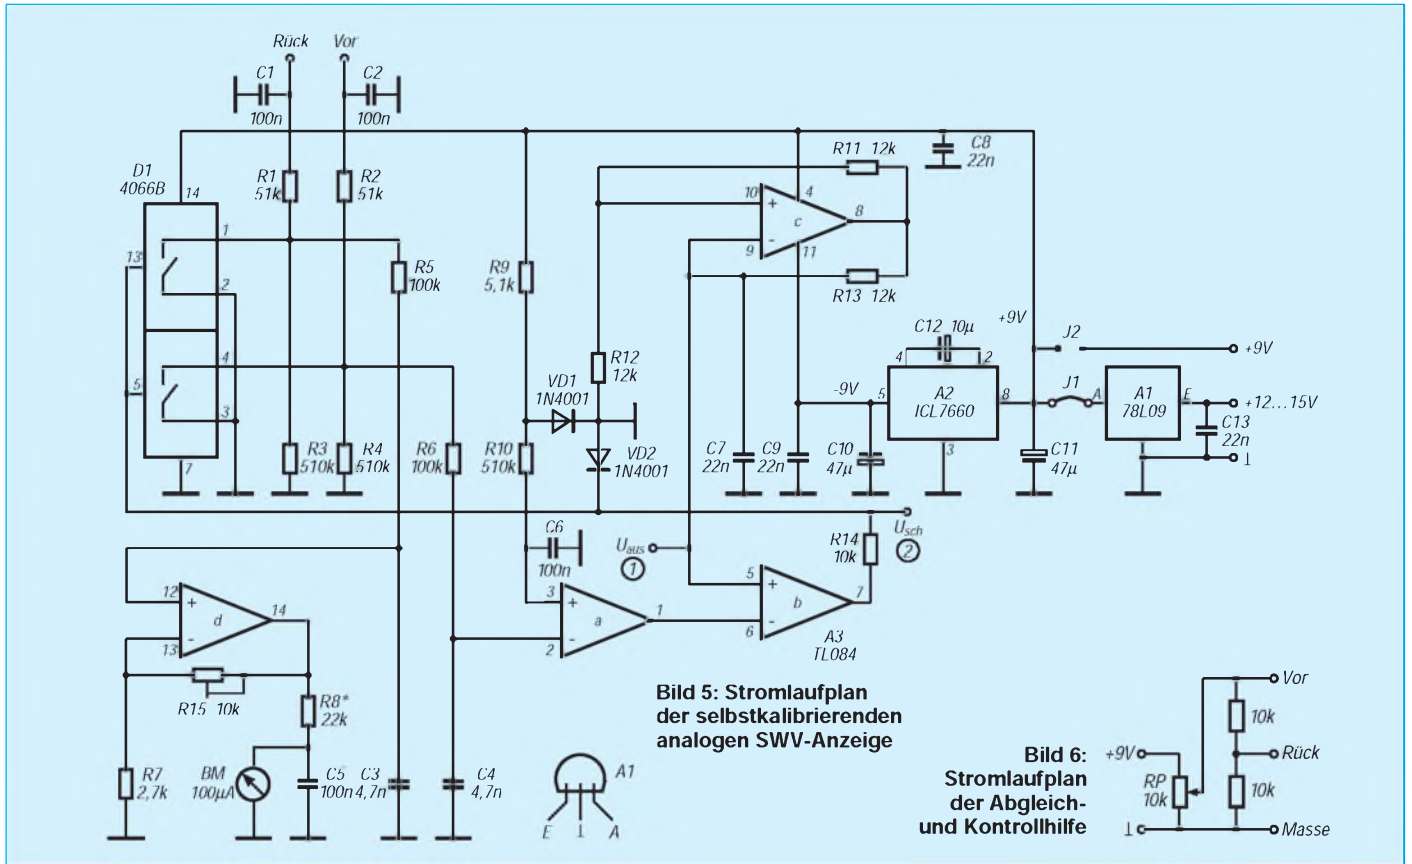 Rück
Vor
C1
100n
C2
100n
D1
4066B
14
R1
51k
R2
51k
1
13
2
4
5
3
7
R5
100k
R9
5,1k
R11 12k
C8
22n
10
+
4
c
8
-
9
11
R13 12k
R12
12k
VD1
1N4001
VD2
1N4001
R3
510k
R4
510k
R6
100k
R10
510k
C7
22n
C9
22n
C10
47µ
-9V
5
4
C12 10µ
2
A2
ICL7660
8
3
+9V
J2
+9V
J1
A
A1
78L09
E
+12...15V
C13
22n
⊥
C11
47µ
C6
100n
Uaus
1
Usch
2
R14
10k
12
+
d
14
-
13
3
+
a
1
-
2
5
+
b
7
-
6
A3
TL084
R15 10k
R8*
22k
R7
2,7k
BM
100µA
C5
100n
C3
4,7n
C4
4,7n
A1
E ⊥ A
Bild 5: Stromlaufplan
der selbstkalibrierenden
analogen SWV-Anzeige
Bild 6:
Stromlaufplan
der Abgleich-
und Kontrollhilfe
Vor
10k
+9V
Rück
RP
10k
10k
⊥
Masse